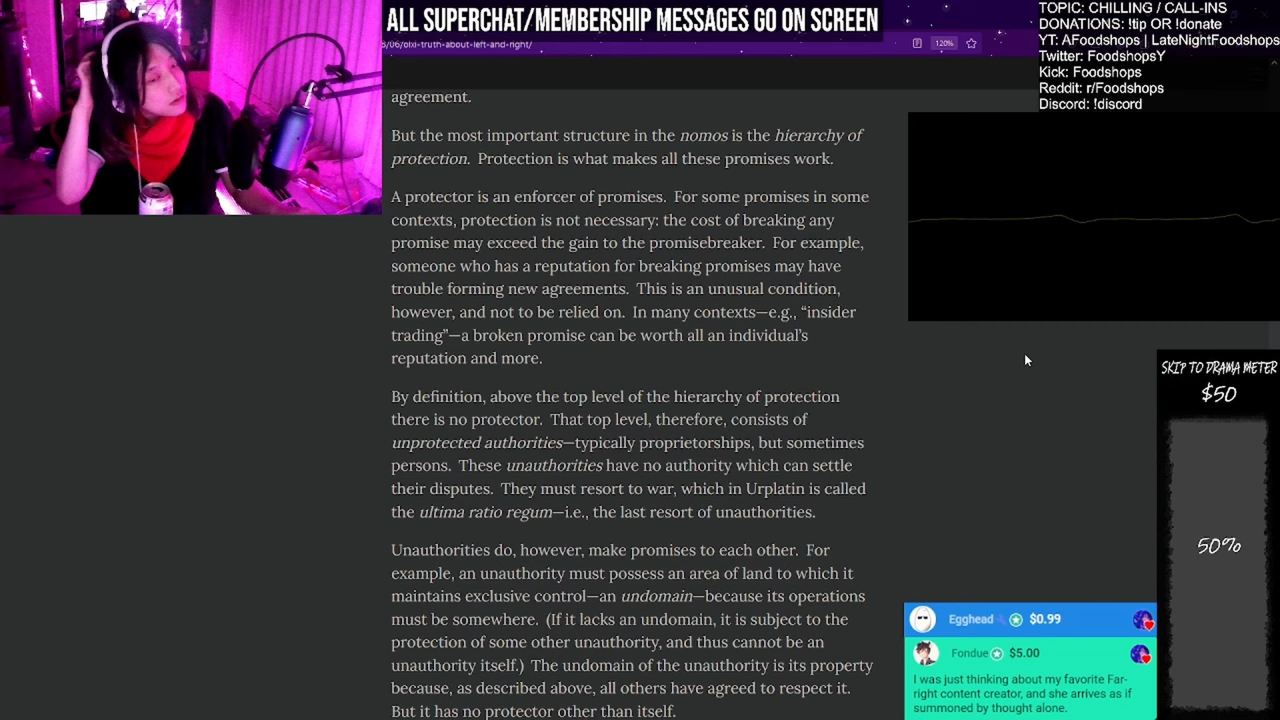 ALL SUPERCHAT/MEMBERSHIP MESSAGES GO ON SCREEN
TOPIC: CHILLING / CALL-INS
DONATIONS: !tip OR !donate
YT: AFoodshops | LateNightFoodshops
Twitter: FoodshopsY
Kick: Foodshops
Reddit: r/Foodshops
Discord: !discord
/06/olxi-truth-about-left-and-right/
120%
agreement.
But the most important structure in the nomos is the hierarchy of
protection. Protection is what makes all these promises work.
A protector is an enforcer of promises. For some promises in some
contexts, protection is not necessary: the cost of breaking any
promise may exceed the gain to the promisebreaker. For example,
someone who has a reputation for breaking promises may have
trouble forming new agreements. This is an unusual condition,
however, and not to be relied on. In many contexts—e.g., “insider
trading”—a broken promise can be worth all an individual’s
reputation and more.
By definition, above the top level of the hierarchy of protection
there is no protector. That top level, therefore, consists of
unprotected authorities—typically proprietorships, but sometimes
persons. These unauthorities have no authority which can settle
their disputes. They must resort to war, which in Urplatin is called
the ultima ratio regum—i.e., the last resort of unauthorities.
Unauthorities do, however, make promises to each other. For
example, an unauthority must possess an area of land to which it
maintains exclusive control—an undomain—because its operations
must be somewhere. (If it lacks an undomain, it is subject to the
protection of some other unauthority, and thus cannot be an
unauthority itself.) The undomain of the unauthority is its property
because, as described above, all others have agreed to respect it.
But it has no protector other than itself.
SKIP TO DRAMA METER
$50
50%
Egghead $0.99
Fondue $5.00
I was just thinking about my favorite Far-
right content creator, and she arrives as if
summoned by thought alone.